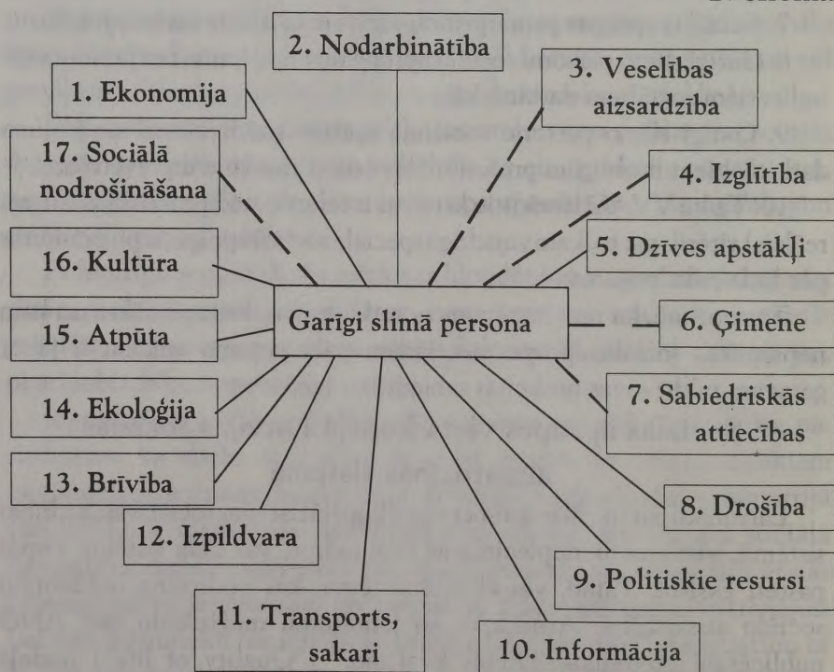 2. Nodarbinātība
1. Ekonomija
3. Veselības
aizsardzība
17. Sociālā
nodrošināšana
4. Izglītība
16. Kultūra
5. Dzīves apstākļi
15. Atpūta
Garīgi slimā persona
6. Ģimene
14. Ekoloģija
7. Sabiedriskās
attiecības
13. Brīvība
8. Drošība
12. Izpildvara
9. Politiskie resursi
11. Transports,
sakari
10. Informācija